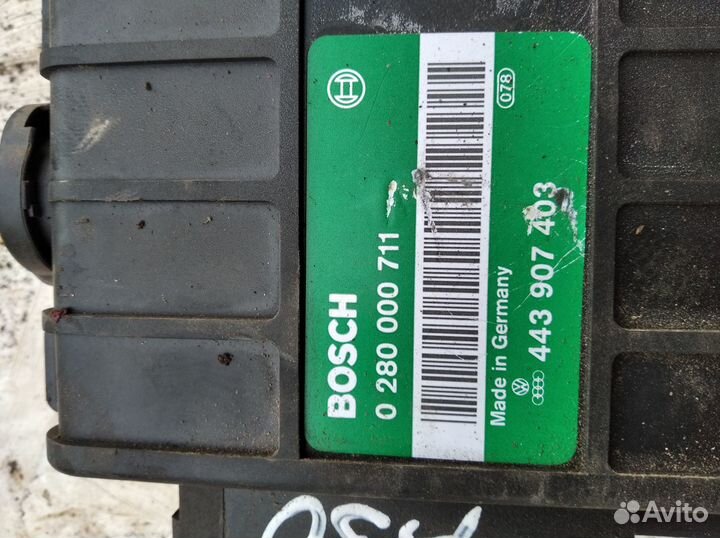 BOSCH
0 280 000 711
078
Made in Germany
443 907 403
Avito